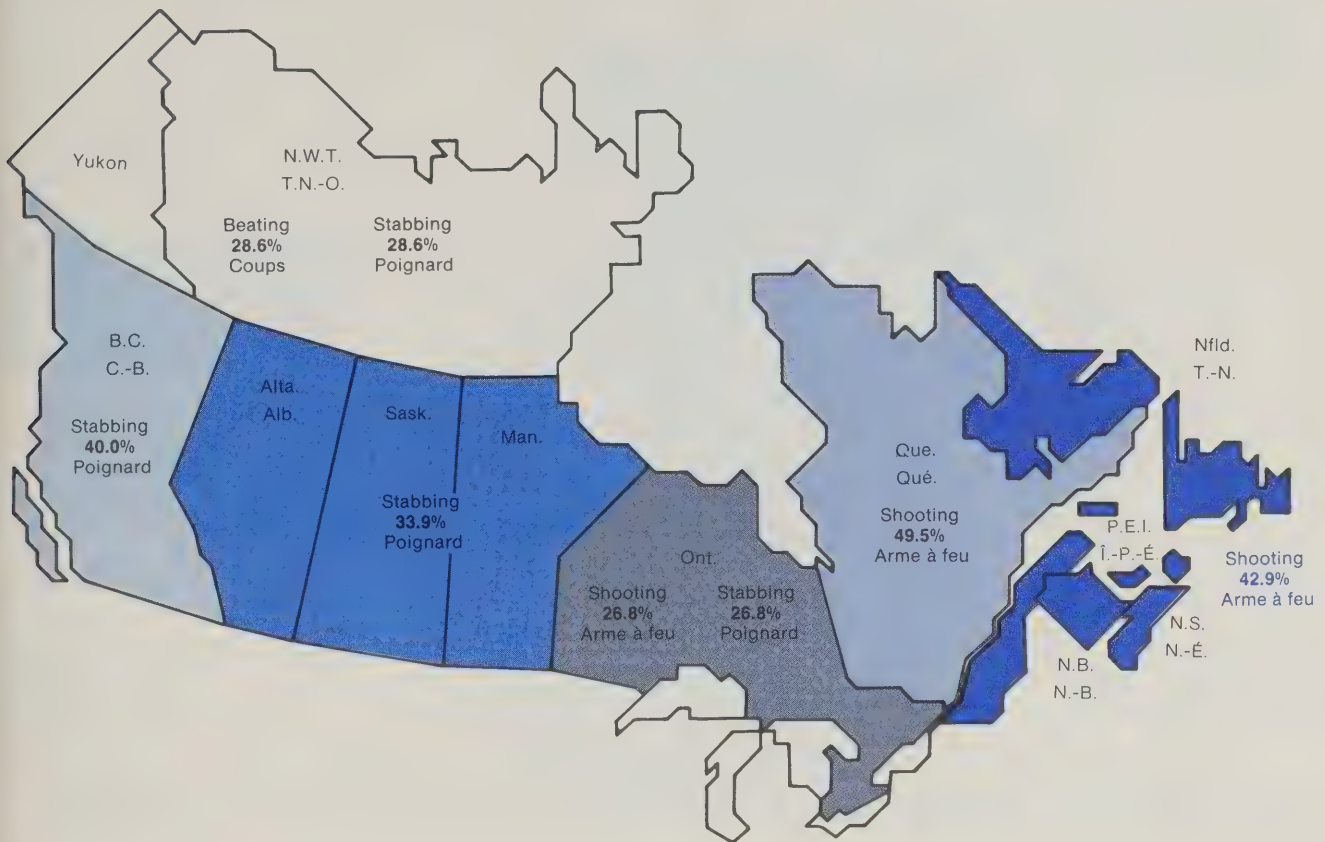 Yukon
N.W.T.
T.N.-O.
Beating
28.6%
Coups
Stabbing
28.6%
Poignard
B.C.
C.-B.
Stabbing
40.0%
Poignard
Alta.
Alb.
Sask.
Man.
Stabbing
33.9%
Poignard
Ont.
Shooting
26.8%
Arme à feu
Stabbing
26.8%
Poignard
Que.
Qué.
Shooting
49.5%
Arme à feu
Nfld.
T.-N.
P.E.I.
Î.-P.-É.
Shooting
42.9%
Arme à feu
N.S.
N.-É.
N.B.
N.-B.